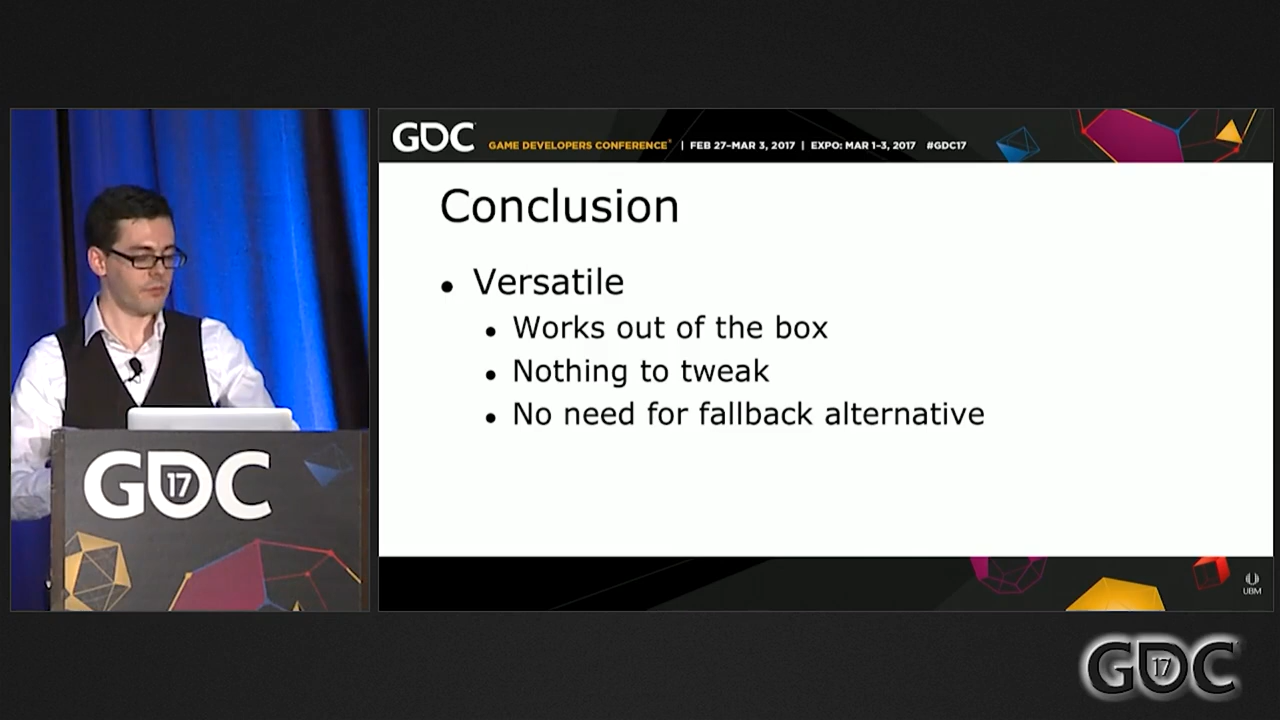 GDC GAME DEVELOPERS CONFERENCE® | FEB 27–MAR 3, 2017 | EXPO: MAR 1–3, 2017 #GDC17
Conclusion
• Versatile
• Works out of the box
• Nothing to tweak
• No need for fallback alternative
GDC 17
UBM
GDC 17